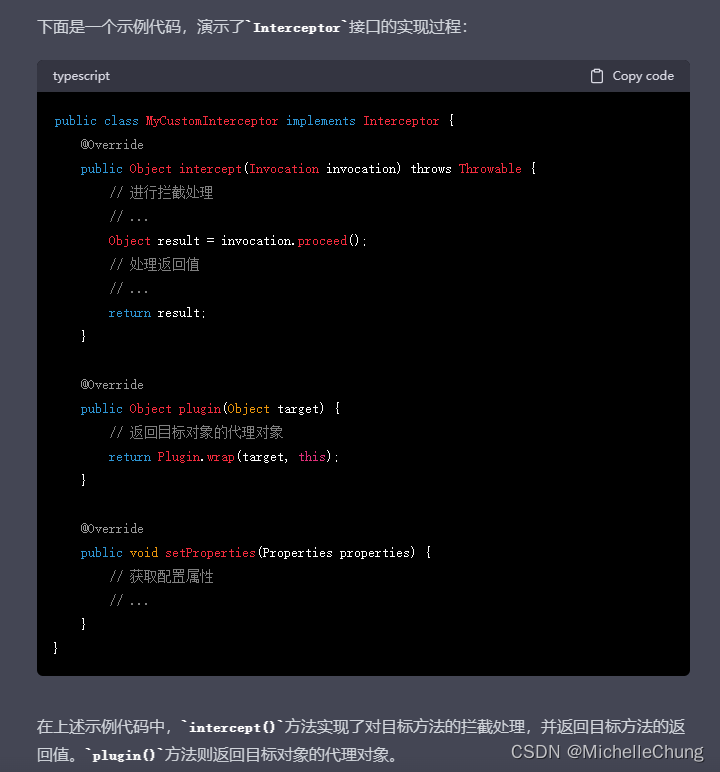 下面是一个示例代码，演示了`Interceptor`接口的实现过程：
typescript
Copy code
public class MyCustomInterceptor implements Interceptor {
@Override
public Object intercept(Invocation invocation) throws Throwable {
// 进行拦截处理
// ...
Object result = invocation.proceed();
// 处理返回值
// ...
return result;
}
@Override
public Object plugin(Object target) {
// 返回目标对象的代理对象
return Plugin.wrap(target, this);
}
@Override
public void setProperties(Properties properties) {
// 获取配置属性
// ...
}
}
在上述示例代码中，`intercept()`方法实现了对目标方法的拦截处理，并返回目标方法的返
回值。`plugin()`方法则返回目标对象的代理对象。
CSDN @MichelleChung